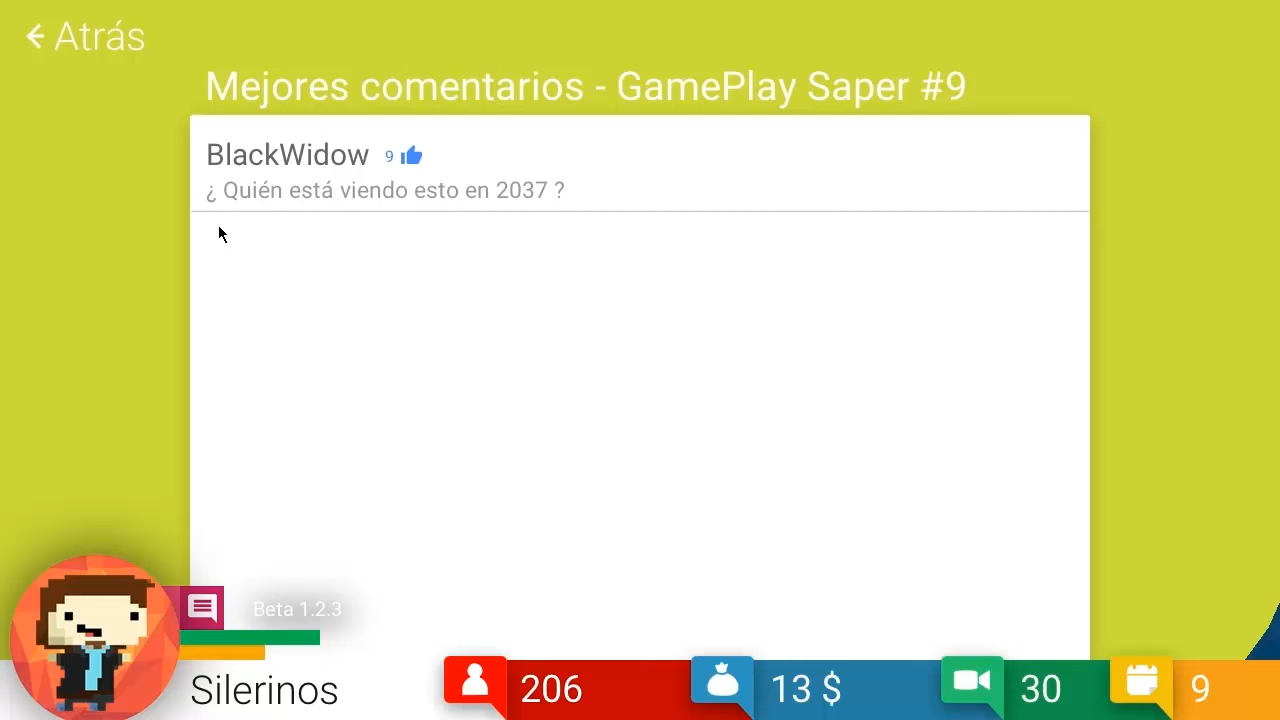 Atrás
Mejores comentarios - GamePlay Saper #9
BlackWidow 9
¿ Quién está viendo esto en 2037 ?
Beta 1.2.3
Silerinos
206
13 $
30
9